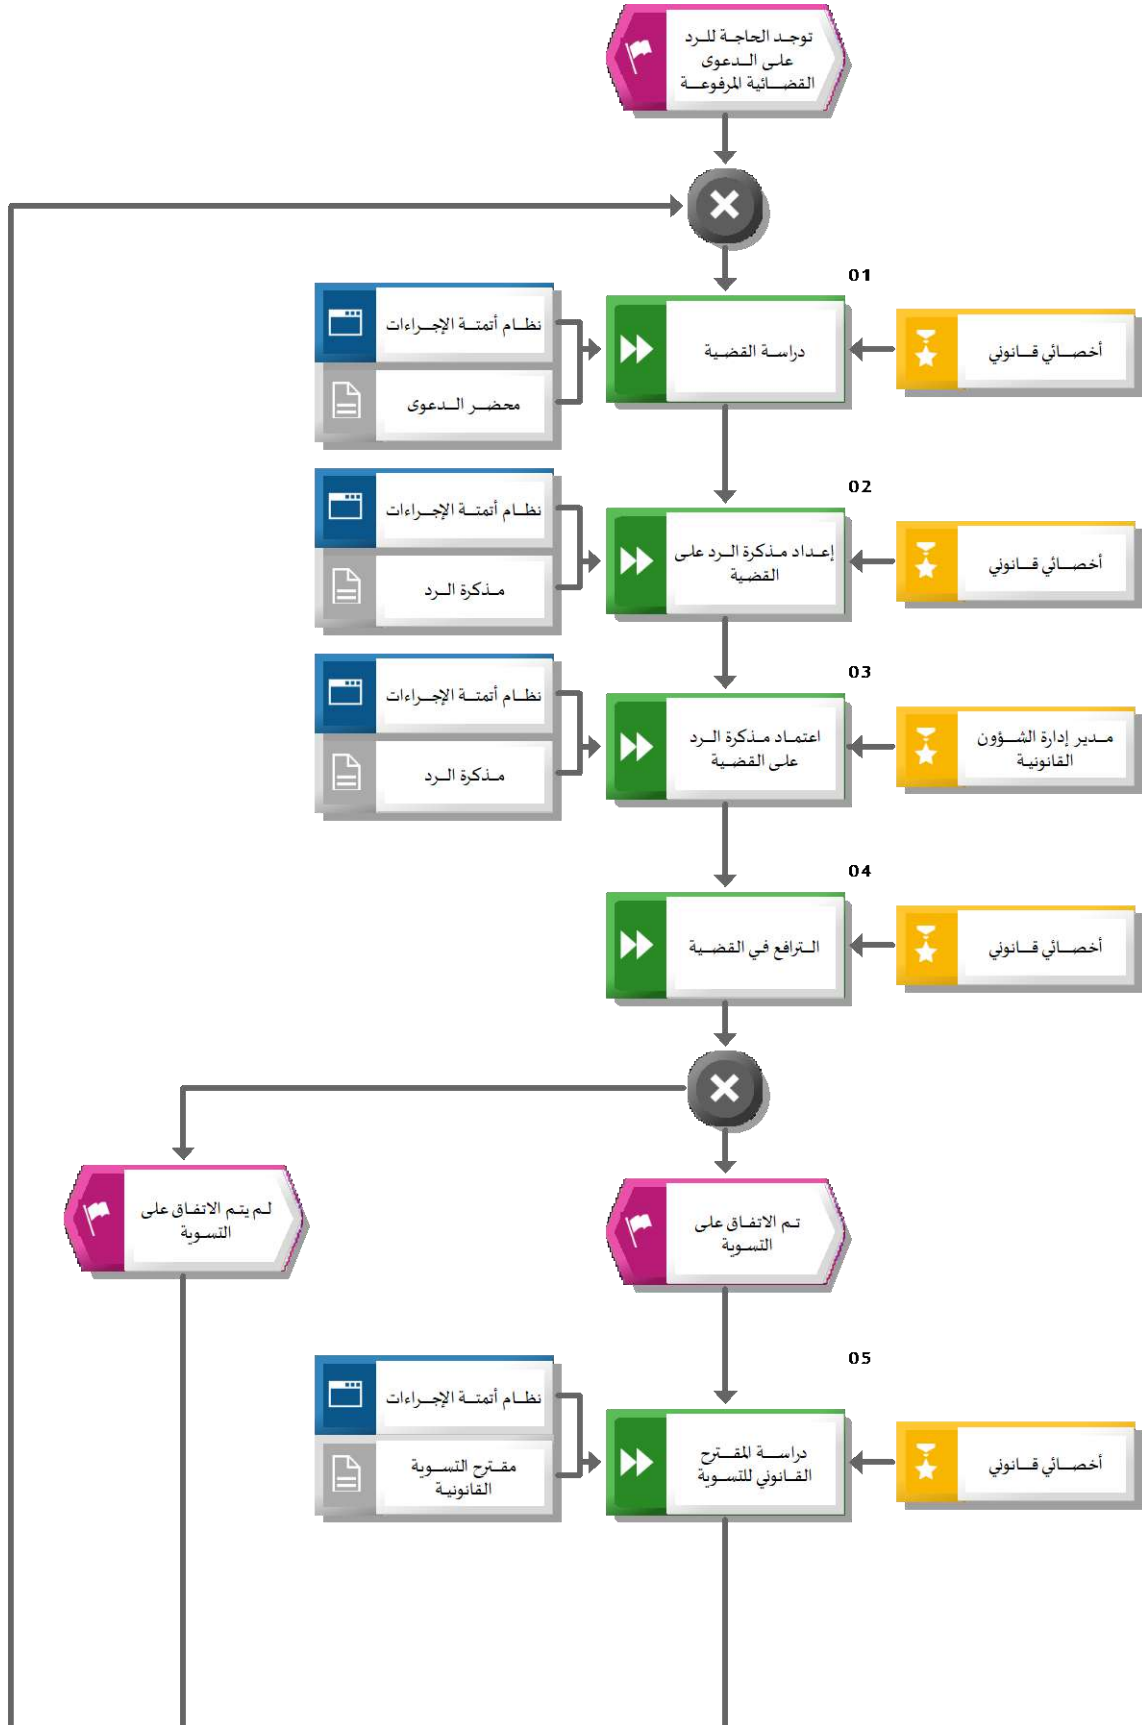 توجد الحاجة للرد
على الدعوى
القضائية المرفوعة
01
أخصائي قانوني
دراسة القضية
نظام أتمتة الإجراءات
محضر الدعوى
02
أخصائي قانوني
إعداد مذكرة الرد على
القضية
نظام أتمتة الإجراءات
مذكرة الرد
03
مدير إدارة الشؤون
القانونية
اعتماد مذكرة الرد
على القضية
نظام أتمتة الإجراءات
مذكرة الرد
04
أخصائي قانوني
الترافع في القضية
تم الاتفاق على
التسوية
لم يتم الاتفاق على
التسوية
05
أخصائي قانوني
دراسة المقترح
القانوني للتسوية
نظام أتمتة الإجراءات
مقترح التسوية
القانونية